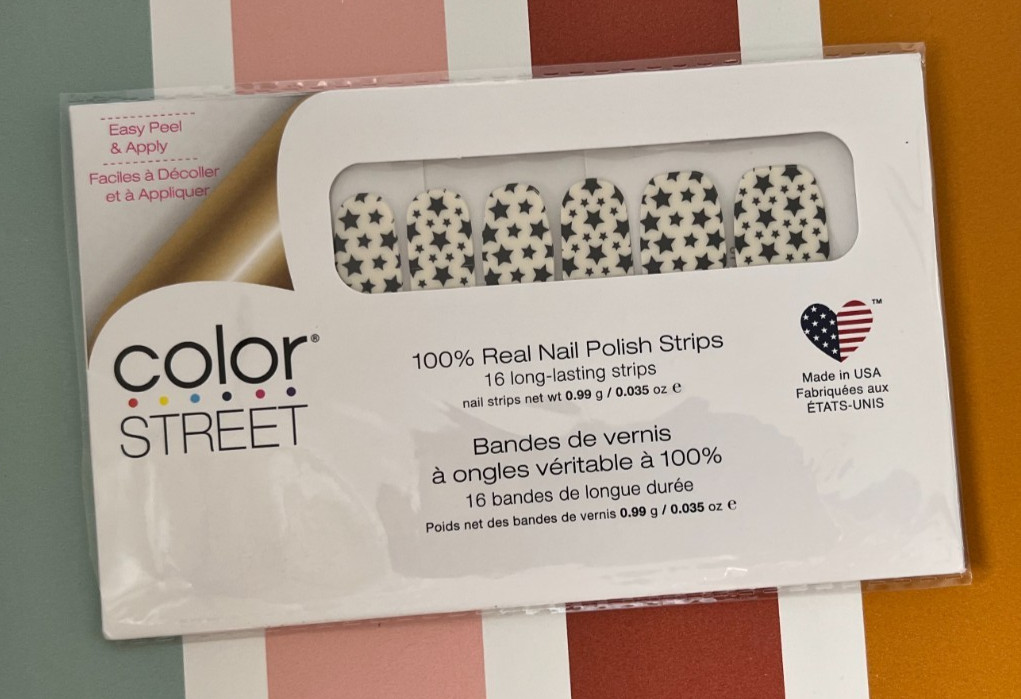 Easy Peel
& Apply
Faciles à Décoller
et à Appliquer
color®
STREET
100% Real Nail Polish Strips
16 long-lasting strips
nail strips net wt 0.99 g / 0.035 oz e
Bandes de vernis
à ongles véritable à 100%
16 bandes de longue durée
Poids net des bandes de vernis 0.99 g / 0.035 oz e
™
Made in USA
Fabriquées aux
ÉTATS-UNIS